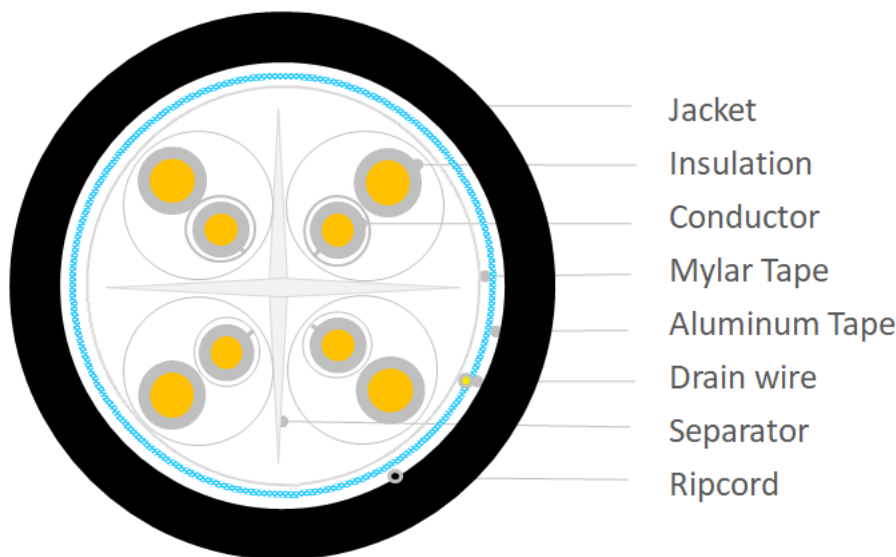 Jacket
Insulation
Conductor
Mylar Tape
Aluminum Tape
Drain wire
Separator
Ripcord